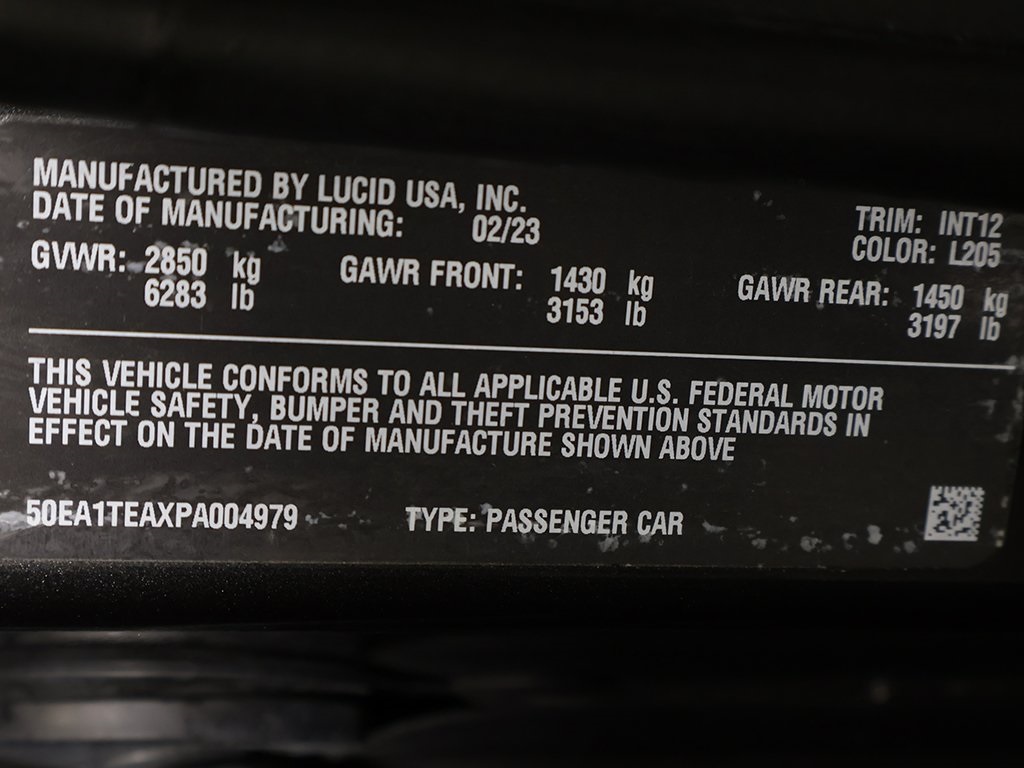 MANUFACTURED BY LUCID USA, INC.
DATE OF MANUFACTURING: 02/23
TRIM: INT12
COLOR: L205
GVWR: 2850 kg
6283 lb
GAWR FRONT: 1430 kg
3153 lb
GAWR REAR: 1450 kg
3197 lb
THIS VEHICLE CONFORMS TO ALL APPLICABLE U.S. FEDERAL MOTOR
VEHICLE SAFETY, BUMPER AND THEFT PREVENTION STANDARDS IN
EFFECT ON THE DATE OF MANUFACTURE SHOWN ABOVE
50EA1TEAXPA004979
TYPE: PASSENGER CAR